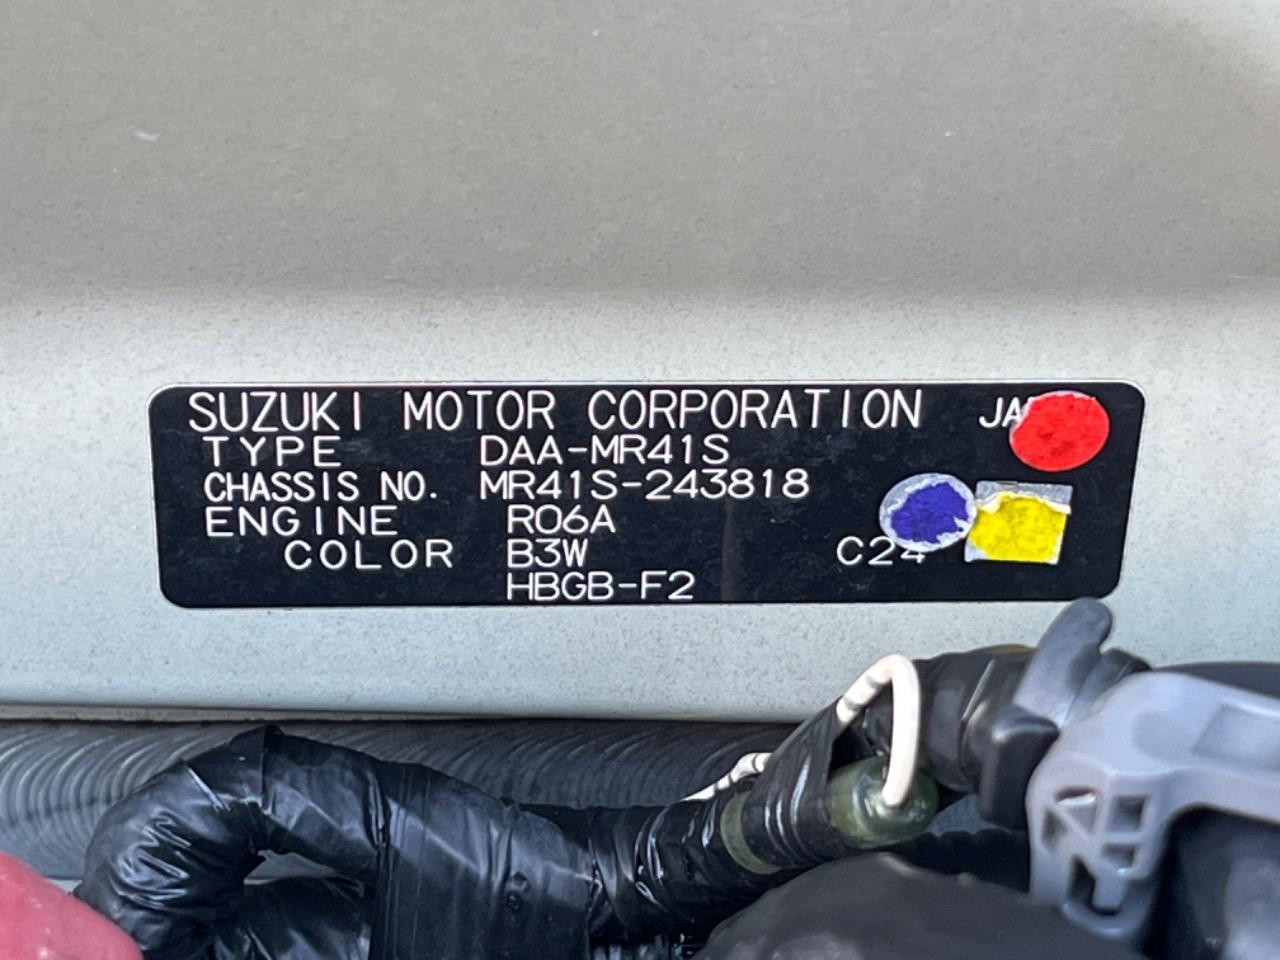 SUZUKI MOTOR CORPORATION
TYPE DAA-MR41S
CHASSIS NO. MR41S-243818
ENGINE R06A
COLOR B3W C24
HBGB-F2